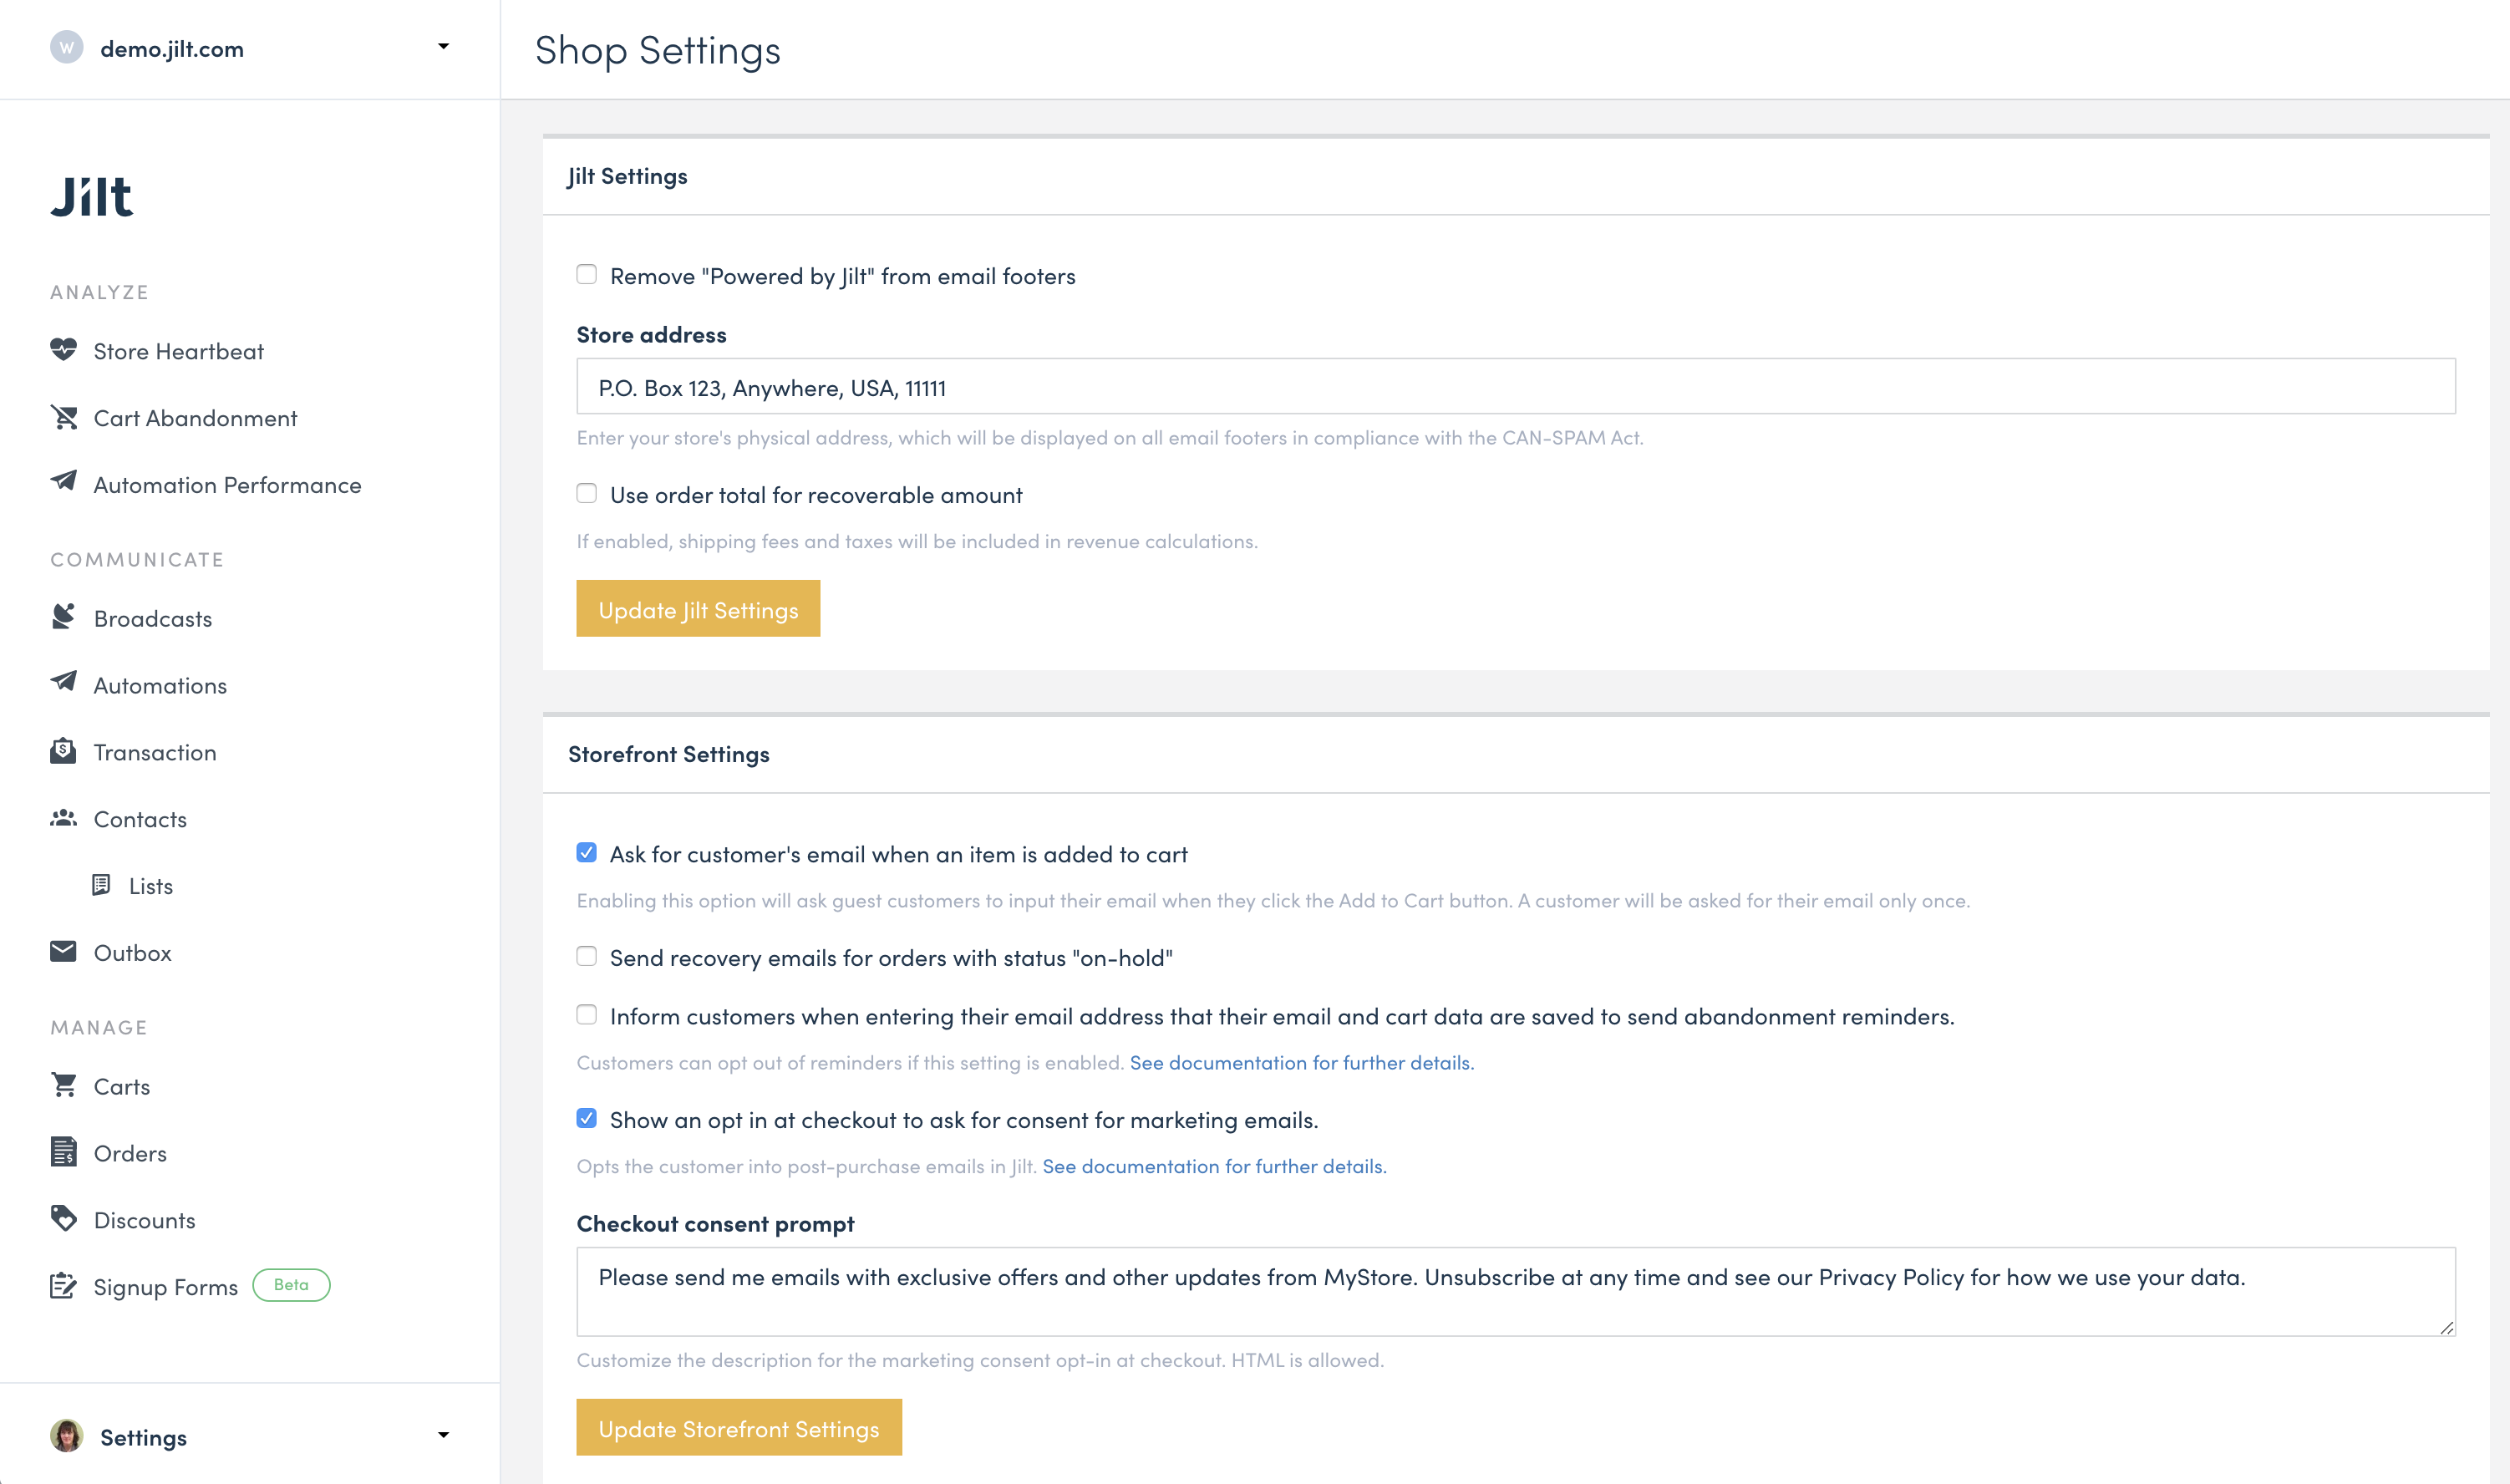 W demo.jilt.com
Jilt
ANALYZE
Store Heartbeat
Cart Abandonment
Automation Performance
COMMUNICATE
Broadcasts
Automations
Transaction
Contacts
Lists
Outbox
MANAGE
Carts
Orders
Discounts
Signup Forms Beta
Settings
Shop Settings
Jilt Settings
Remove "Powered by Jilt" from email footers
Store address
P.O. Box 123, Anywhere, USA, 11111
Enter your store's physical address, which will be displayed on all email footers in compliance with the CAN-SPAM Act.
Use order total for recoverable amount
If enabled, shipping fees and taxes will be included in revenue calculations.
Update Jilt Settings
Storefront Settings
Ask for customer's email when an item is added to cart
Enabling this option will ask guest customers to input their email when they click the Add to Cart button. A customer will be asked for their email only once.
Send recovery emails for orders with status "on-hold"
Inform customers when entering their email address that their email and cart data are saved to send abandonment reminders.
Customers can opt out of reminders if this setting is enabled. See documentation for further details.
Show an opt in at checkout to ask for consent for marketing emails.
Opts the customer into post-purchase emails in Jilt. See documentation for further details.
Checkout consent prompt
Please send me emails with exclusive offers and other updates from MyStore. Unsubscribe at any time and see our Privacy Policy for how we use your data.
Customize the description for the marketing consent opt-in at checkout. HTML is allowed.
Update Storefront Settings